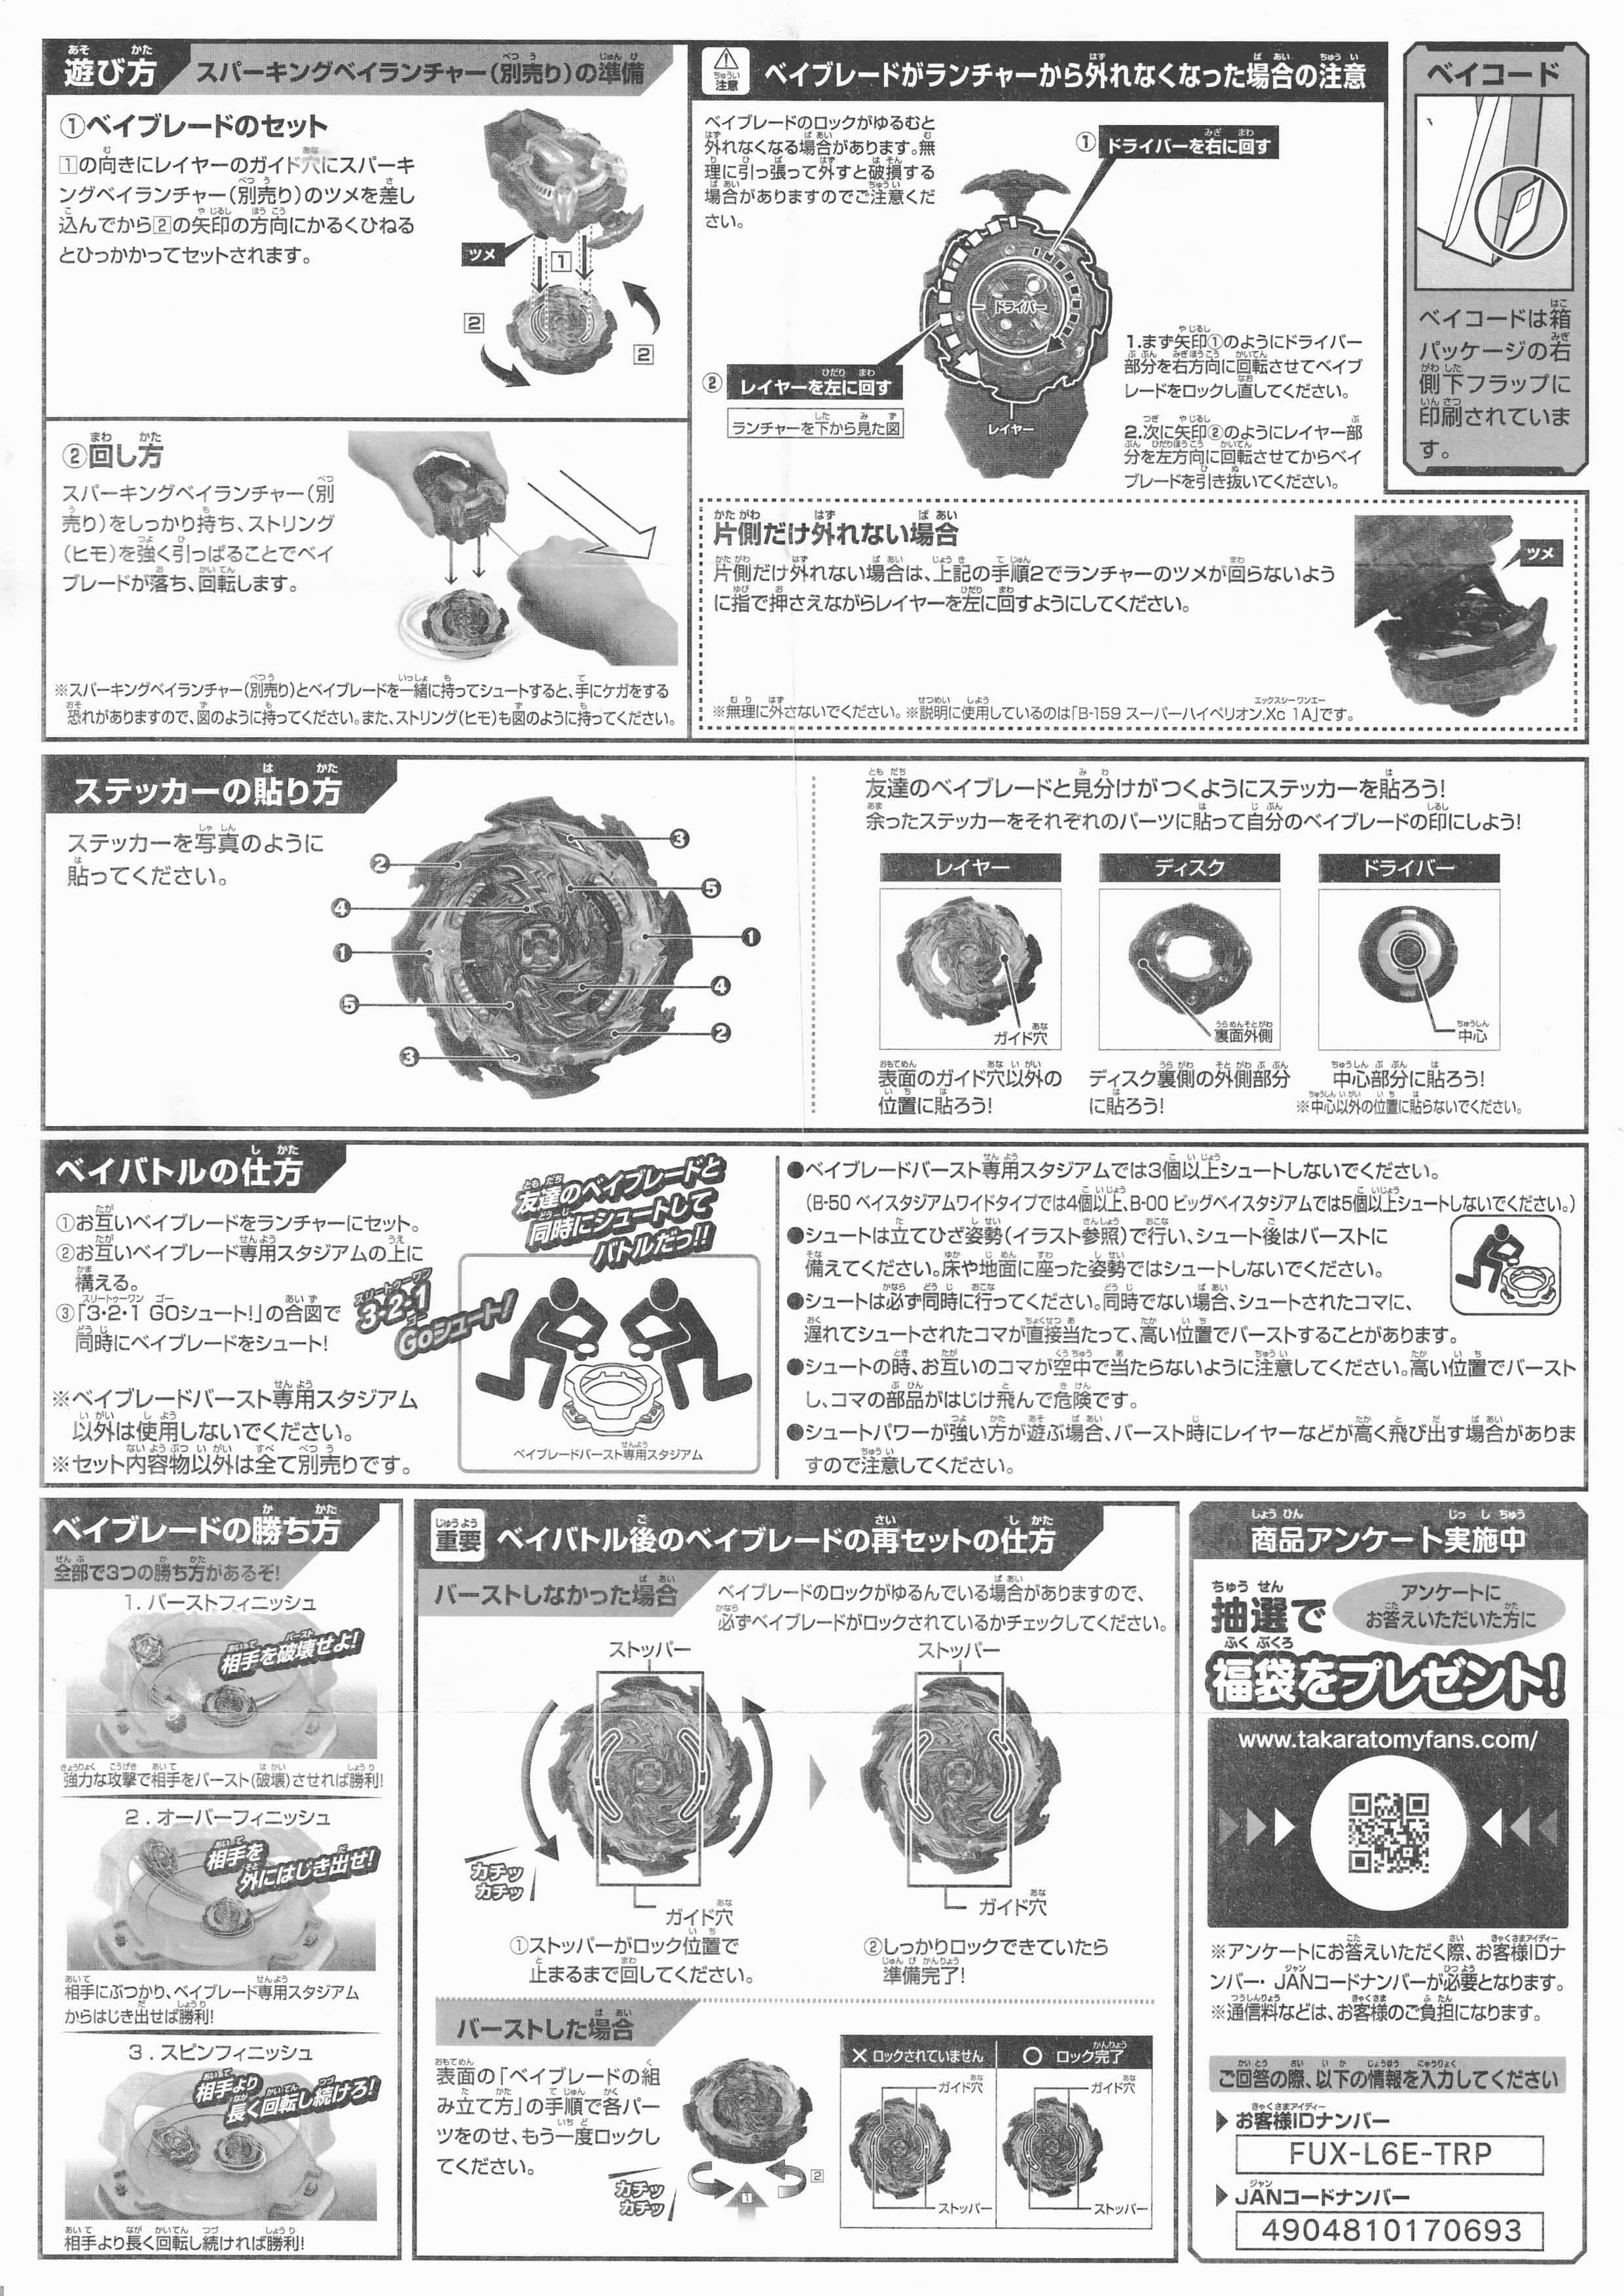 遊び方
スパーキングベイランチャー(別売り)の準備
①ベイブレードのセット
1の向きにレイヤーのガイド穴にスパーキ
ングベイランチャー(別売り)のツメを差し
込んでから2の矢印の方向にかるくひねる
とひっかかってセットされます。
ツメ
1
2
2
②回し方
スパーキングベイランチャー(別
売り)をしっかり持ち、ストリング
(ヒモ)を強く引っぱることでベイ
ブレードが落ち、回転します。
※スパーキングベイランチャー(別売り)とベイブレードを一緒に持ってシュートすると、手にケガをする
恐れがありますので、図のように持ってください。また、ストリング(ヒモ)も図のように持ってください。
注意
ベイブレードがランチャーから外れなくなった場合の注意
ベイブレードのロックがゆるむと
外れなくなる場合があります。無
理に引っ張って外すと破損する
場合がありますのでご注意くだ
さい。
① ドライバーを右に回す
ドライバー
② レイヤーを左に回す
ランチャーを下から見た図
レイヤー
1.まず矢印①のようにドライバー
部分を右方向に回転させてベイブ
レードをロックし直してください。
2.次に矢印②のようにレイヤー部
分を左方向に回転させてからベイ
ブレードを引き抜いてください。
片側だけ外れない場合
片側だけ外れない場合は、上記の手順2でランチャーのツメが回らないよう
に指で押さえながらレイヤーを左に回すようにしてください。
ツメ
※無理に外さないでください。※説明に使用しているのは「B-159 スーパーハイペリオン.Xc 1A」です。
ベイコード
ベイコードは箱
パッケージの右
側下フラップに
印刷されていま
す。
ステッカーの貼り方
ステッカーを写真のように
貼ってください。
❸
❷
❺
❹
❶
❶
❹
❺
❷
❸
友達のベイブレードと見分けがつくようにステッカーを貼ろう!
余ったステッカーをそれぞれのパーツに貼って自分のベイブレードの印にしよう!
レイヤー
ガイド穴
表面のガイド穴以外の
位置に貼ろう!
ディスク
裏面外側
ディスク裏側の外側部分
に貼ろう!
ドライバー
中心
中心部分に貼ろう!
※中心以外の位置に貼らないでください。
ベイバトルの仕方
①お互いベイブレードをランチャーにセット。
②お互いベイブレード専用スタジアムの上に
構える。
③「3・2・1 GOシュート!」の合図で
同時にベイブレードをシュート!
※ベイブレードバースト専用スタジアム
以外は使用しないでください。
※セット内容物以外は全て別売りです。
友達のベイブレードと
同時にシュートして
バトルだっ!!
3・2・1
Goシュート!
ベイブレードバースト専用スタジアム
●ベイブレードバースト専用スタジアムでは3個以上シュートしないでください。
(B-50 ベイスタジアムワイドタイプでは4個以上、B-00 ビッグベイスタジアムでは5個以上シュートしないでください。)
●シュートは立てひざ姿勢(イラスト参照)で行い、シュート後はバーストに
備えてください。床や地面に座った姿勢ではシュートしないでください。
●シュートは必ず同時に行ってください。同時でない場合、シュートされたコマに、
遅れてシュートされたコマが直接当たって、高い位置でバーストすることがあります。
●シュートの時、お互いのコマが空中で当たらないように注意してください。高い位置でバースト
し、コマの部品がはじけ飛んで危険です。
●シュートパワーが強い方が遊ぶ場合、バースト時にレイヤーなどが高く飛び出す場合がありま
すので注意してください。
ベイブレードの勝ち方
全部で3つの勝ち方があるぞ!
1. バーストフィニッシュ
相手を破壊せよ!
強力な攻撃で相手をバースト(破壊)させれば勝利!
2. オーバーフィニッシュ
相手を
外にはじき出せ!
相手にぶつかり、ベイブレード専用スタジアム
からはじき出せば勝利!
3. スピンフィニッシュ
相手より
長く回転し続けろ!
相手より長く回転し続ければ勝利!
重要
ベイバトル後のベイブレードの再セットの仕方
バーストしなかった場合
ベイブレードのロックがゆるんでいる場合がありますので、
必ずベイブレードがロックされているかチェックしてください。
ストッパー
ストッパー
カチッ
カチッ
ガイド穴
ガイド穴
①ストッパーがロック位置で
止まるまで回してください。
②しっかりロックできていたら
準備完了!
バーストした場合
表面の「ベイブレードの組
み立て方」の手順で各パー
ツをのせ、もう一度ロックし
てください。
カチッ
カチッ
1
2
× ロックされていません
ガイド穴
ストッパー
○ ロック完了
ガイド穴
ストッパー
商品アンケート実施中
抽選で
アンケートに
お答えいただいた方に
福袋をプレゼント!
www.takaratomyfans.com/
※アンケートにお答えいただく際、お客様IDナ
ンバー・JANコードナンバーが必要となります。
※通信料などは、お客様のご負担になります。
ご回答の際、以下の情報を入力してください
お客様IDナンバー
FUX-L6E-TRP
JANコードナンバー
4904810170693